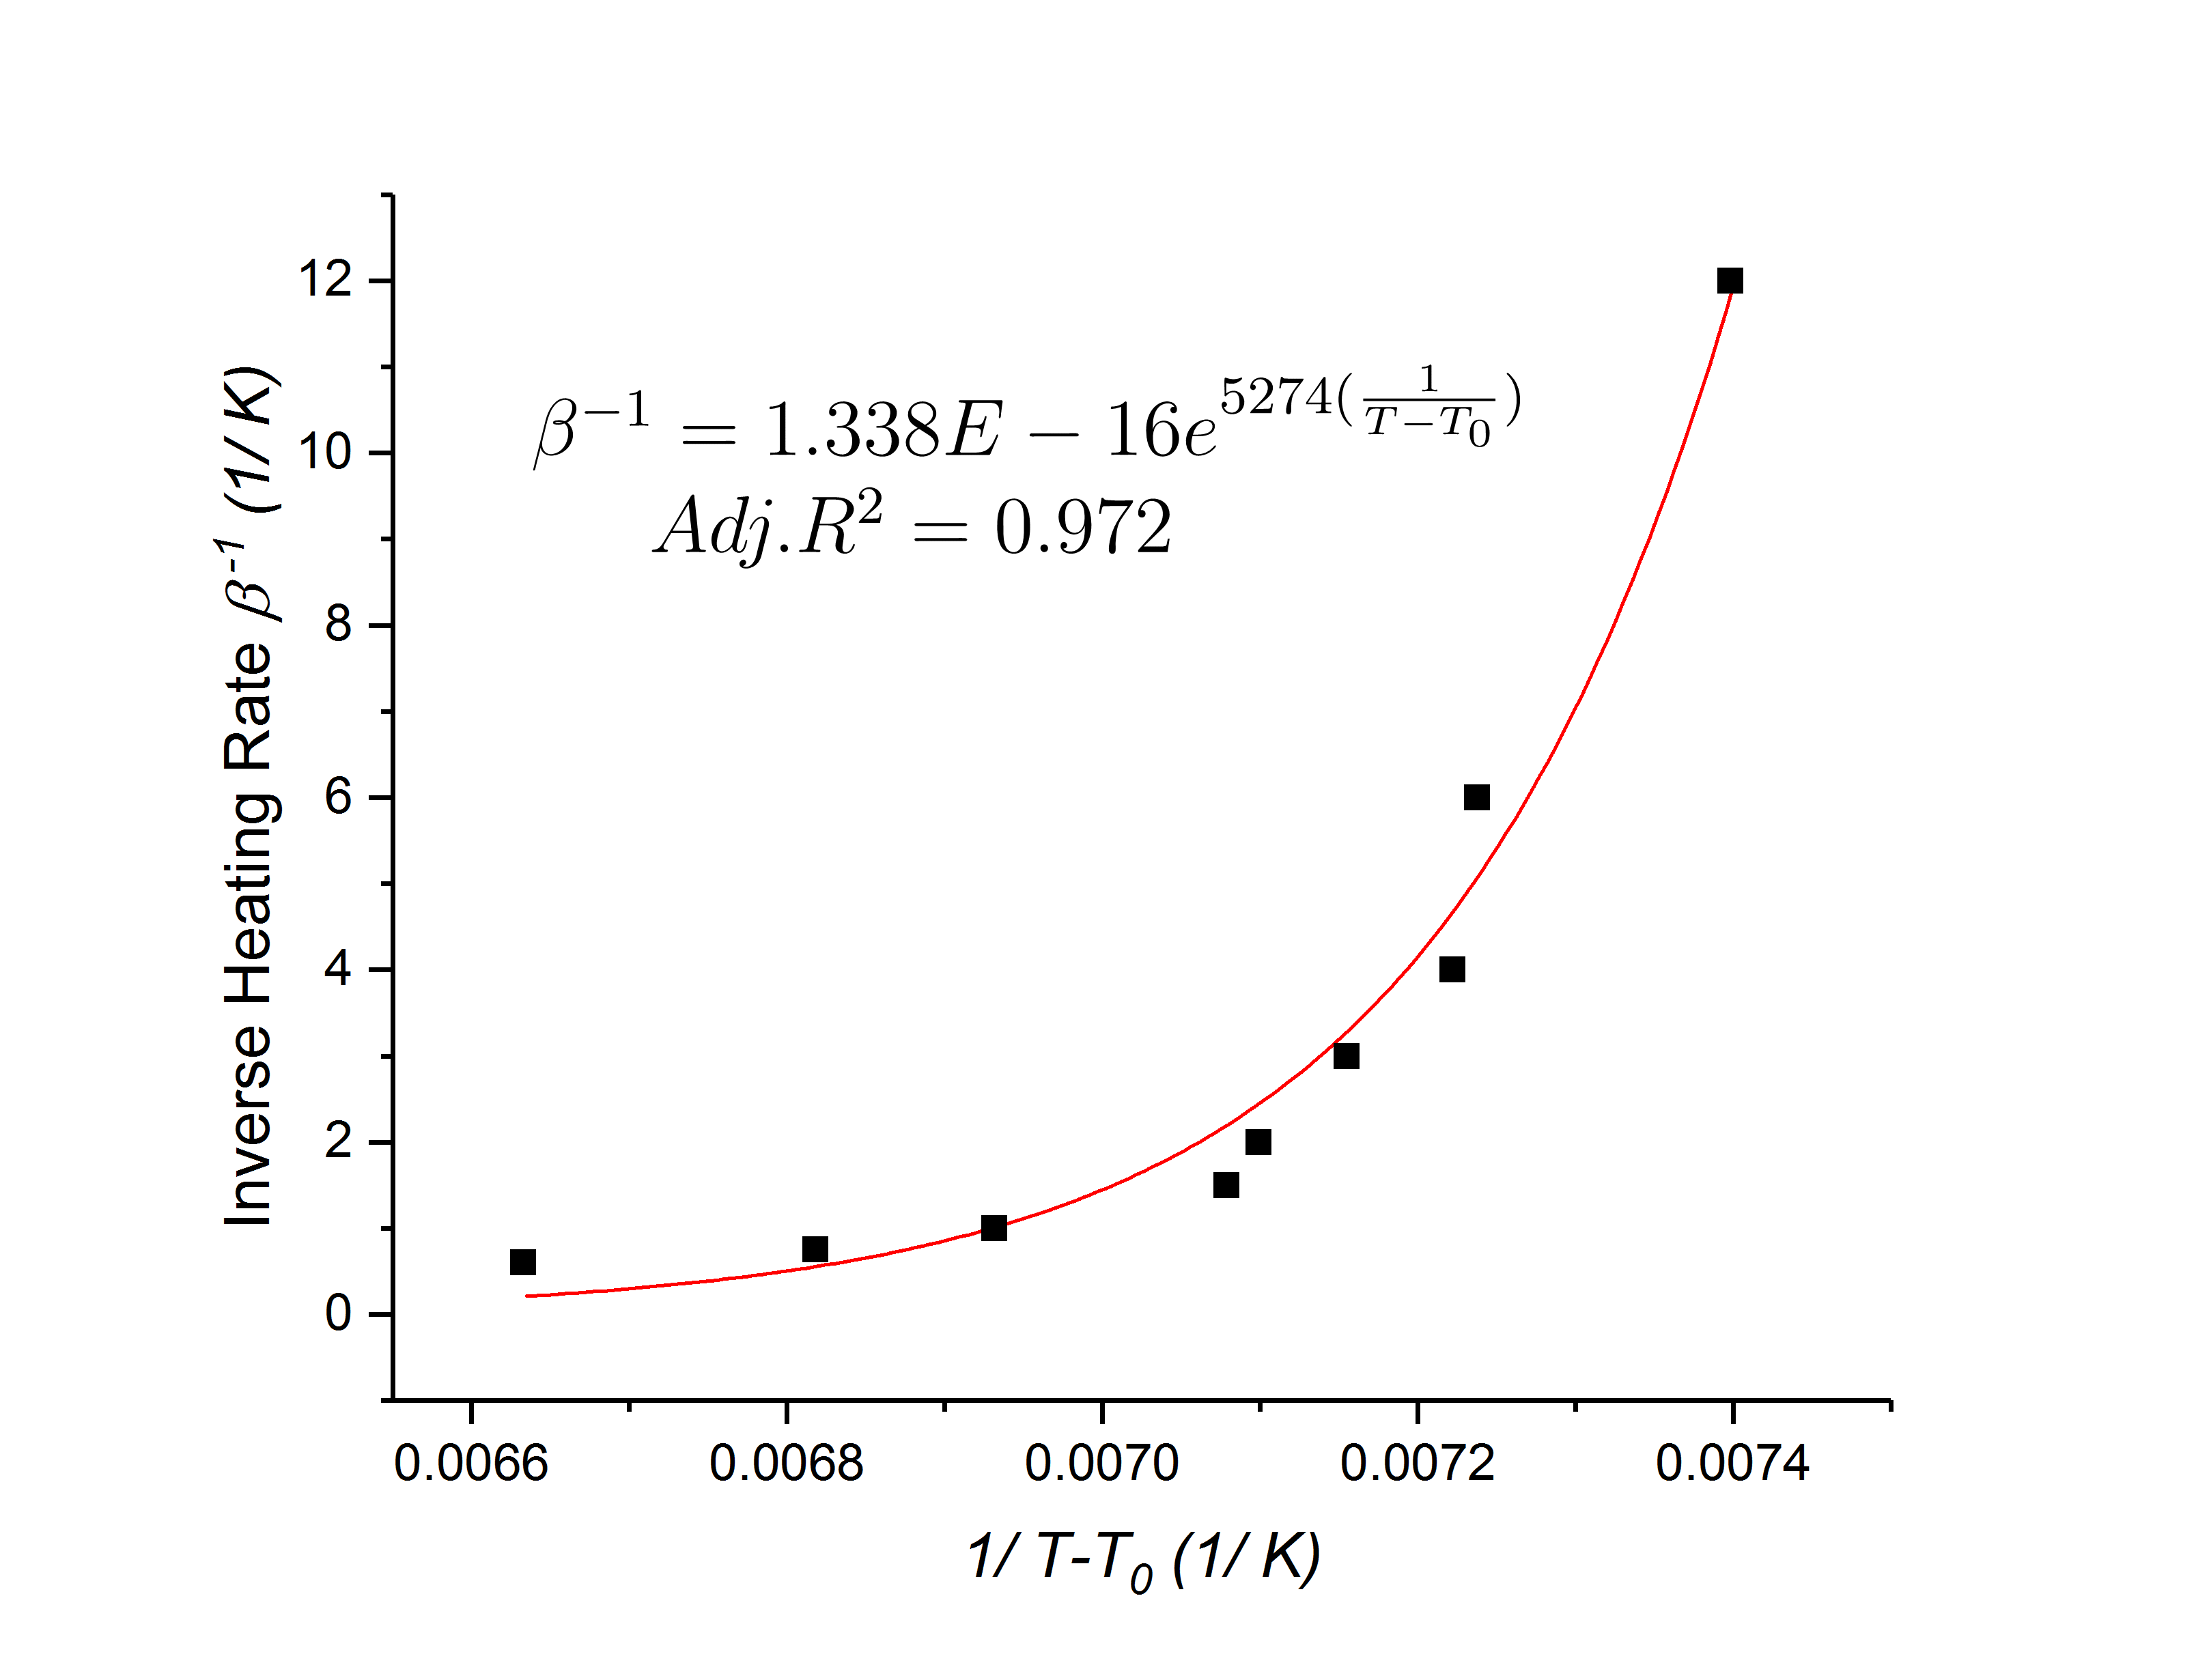 β⁻¹ = 1.338E − 16e^{5274(\frac{1}{T−T₀})}
Adj.R² = 0.972
Inverse Heating Rate β⁻¹ (1/ K)
12
10
8
6
4
2
0
0.0066 0.0068 0.0070 0.0072 0.0074
1/ T-T₀ (1/ K)